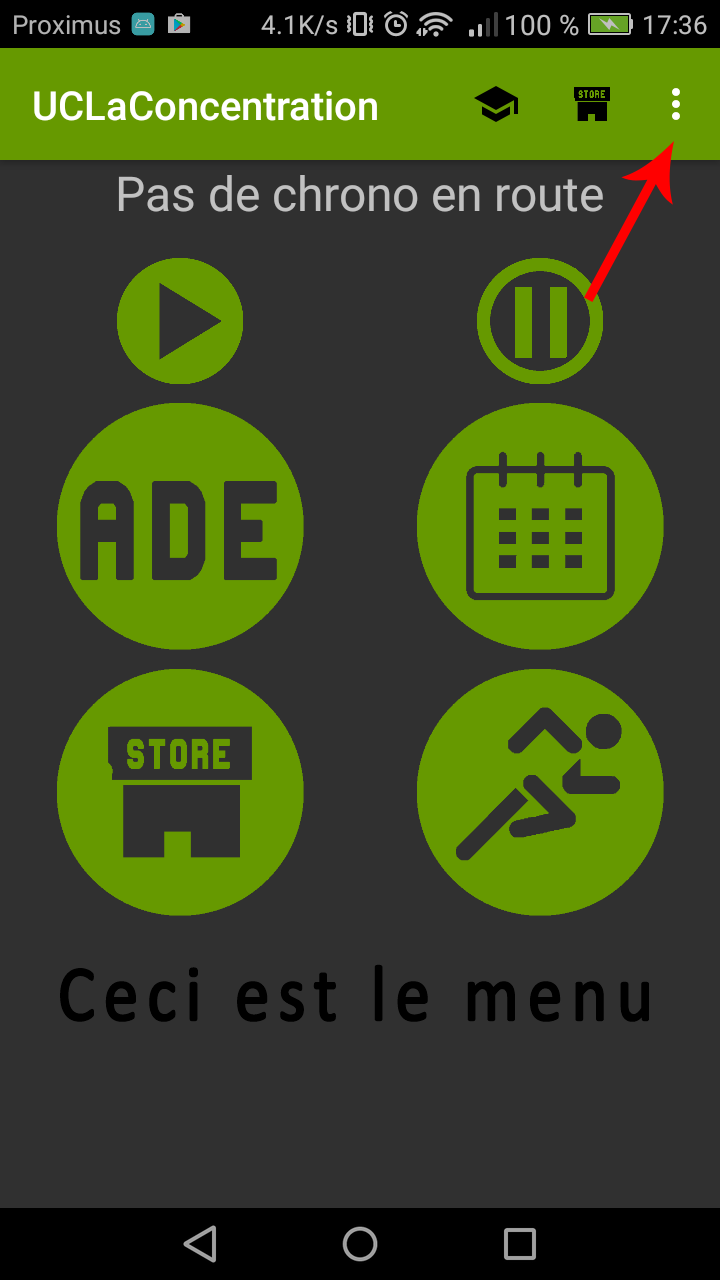 Proximus 4.1K/s 100 % 17:36
UCLaConcentration STORE
Pas de chrono en route
ADE
STORE
Ceci est le menu